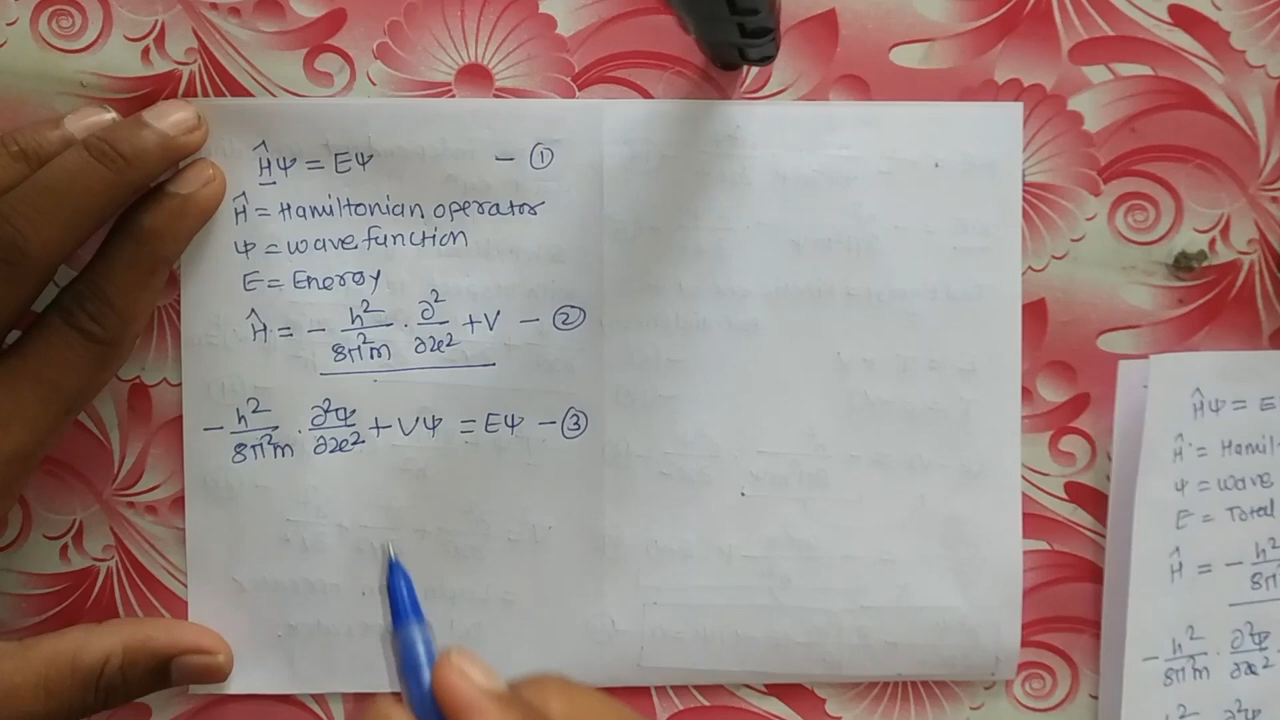 Ĥψ = Eψ – ①
Ĥ = Hamiltonian operator
ψ = wave function
E = Energy
Ĥ = - h²/8π²m · ∂²/∂x² + V – ②
- h²/8π²m · ∂²ψ/∂x² + Vψ = Eψ – ③
Ĥψ = E
Ĥ = Hamil
ψ = wave
E = Total
Ĥ = - h²/8π
- h²/8π²m · ∂²ψ/∂x²